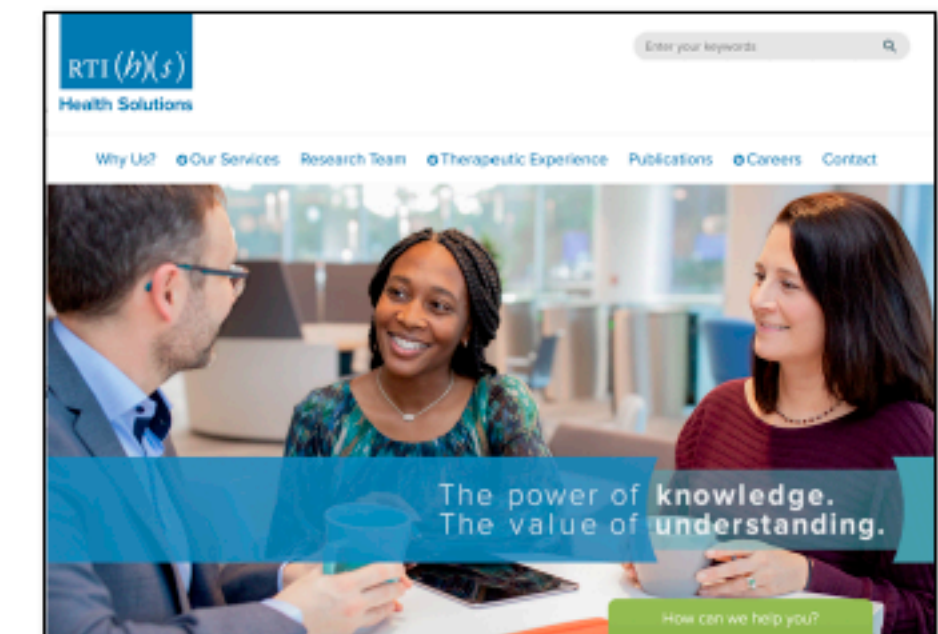 RTI (h)(s)™
Health Solutions
Enter your keywords
Why Us? Our Services Research Team Therapeutic Experience Publications Careers Contact
The power of knowledge.
The value of understanding.
How can we help you?